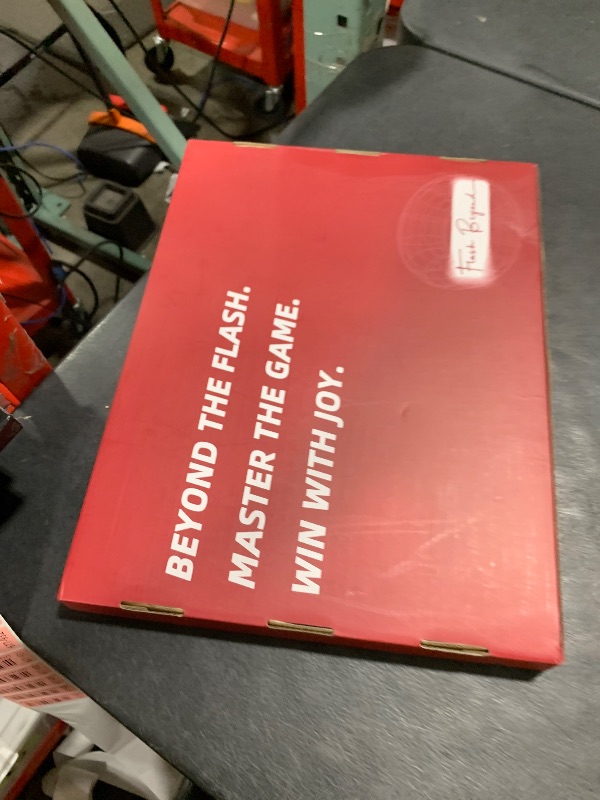 BEYOND THE FLASH.
MASTER THE GAME.
WIN WITH JOY.
Flash Beyond